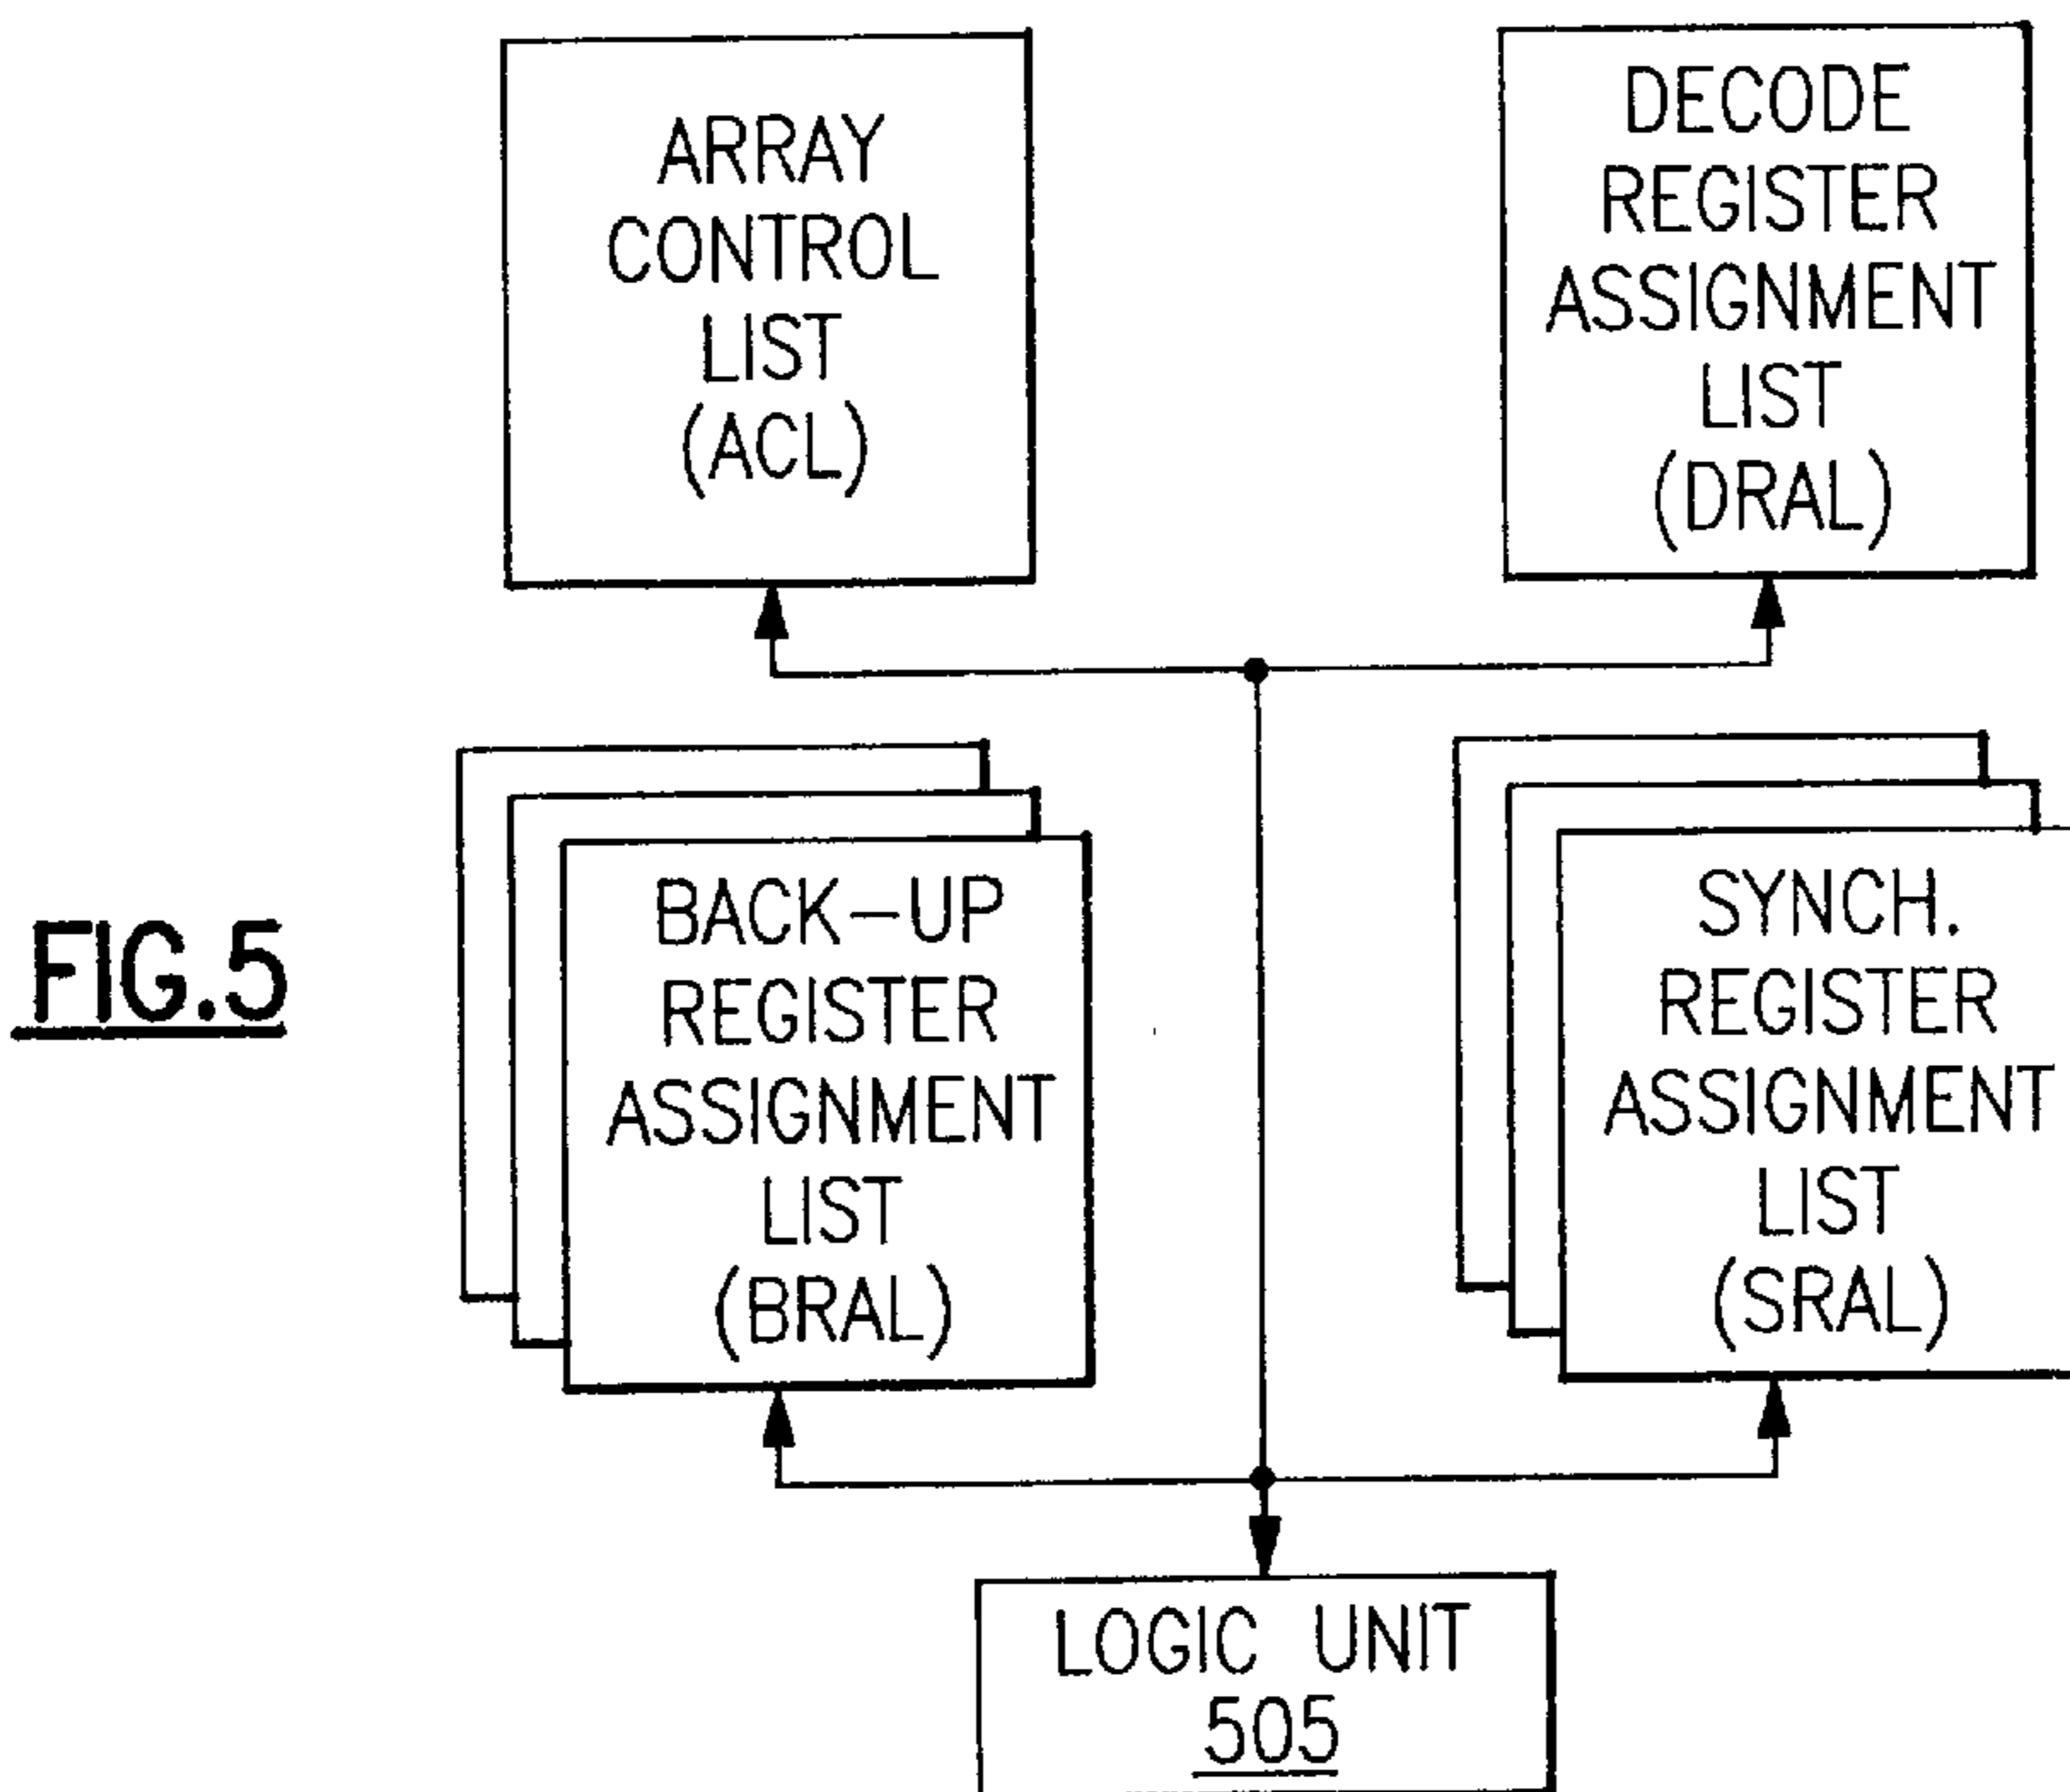 ARRAY
CONTROL
LIST
(ACL)
DECODE
REGISTER
ASSIGNMENT
LIST
(DRAL)
FIG.5
BACK-UP
REGISTER
ASSIGNMENT
LIST
(BRAL)
SYNCH.
REGISTER
ASSIGNMENT
LIST
(SRAL)
LOGIC UNIT
505